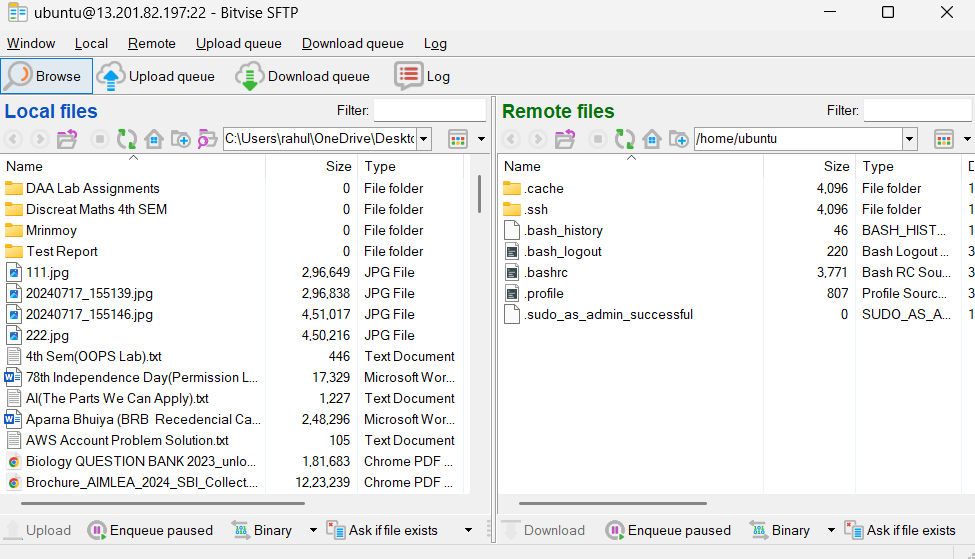 ubuntu@13.201.82.197:22 - Bitvise SFTP
Window Local Remote Upload queue Download queue Log
Browse Upload queue Download queue Log
Local files Filter:
C:\Users\rahul\OneDrive\Deskto
Name Size Type
DAA Lab Assignments 0 File folder
Discreat Maths 4th SEM 0 File folder
Mrinmoy 0 File folder
Test Report 0 File folder
111.jpg 2,96,649 JPG File
20240717_155139.jpg 2,96,838 JPG File
20240717_155146.jpg 4,51,017 JPG File
222.jpg 4,50,216 JPG File
4th Sem(OOPS Lab).txt 446 Text Document
78th Independence Day(Permission L... 17,329 Microsoft Wor...
AI(The Parts We Can Apply).txt 1,227 Text Document
Aparna Bhuiya (BRB Recedencial Ca... 2,48,296 Microsoft Wor...
AWS Account Problem Solution.txt 105 Text Document
Biology QUESTION BANK 2023_unlo... 1,81,683 Chrome PDF ...
Brochure_AIMLEA_2024_SBI_Collect... 12,23,239 Chrome PDF ...
Upload Enqueue paused Binary Ask if file exists
Remote files Filter:
/home/ubuntu
Name Size Type D
.cache 4,096 File folder 1
.ssh 4,096 File folder 1
.bash_history 46 BASH_HIST... 1
.bash_logout 220 Bash Logout ... 3
.bashrc 3,771 Bash RC Sou... 3
.profile 807 Profile Sourc... 3
.sudo_as_admin_successful 0 SUDO_AS_A... 1
Download Enqueue paused Binary Ask if file exists